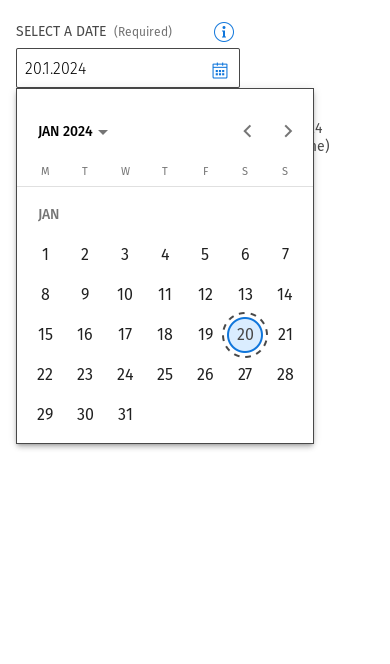 SELECT A DATE (Required)
20.1.2024
JAN 2024
M T W T F S S
JAN
1 2 3 4 5 6 7
8 9 10 11 12 13 14
15 16 17 18 19 20 21
22 23 24 25 26 27 28
29 30 31